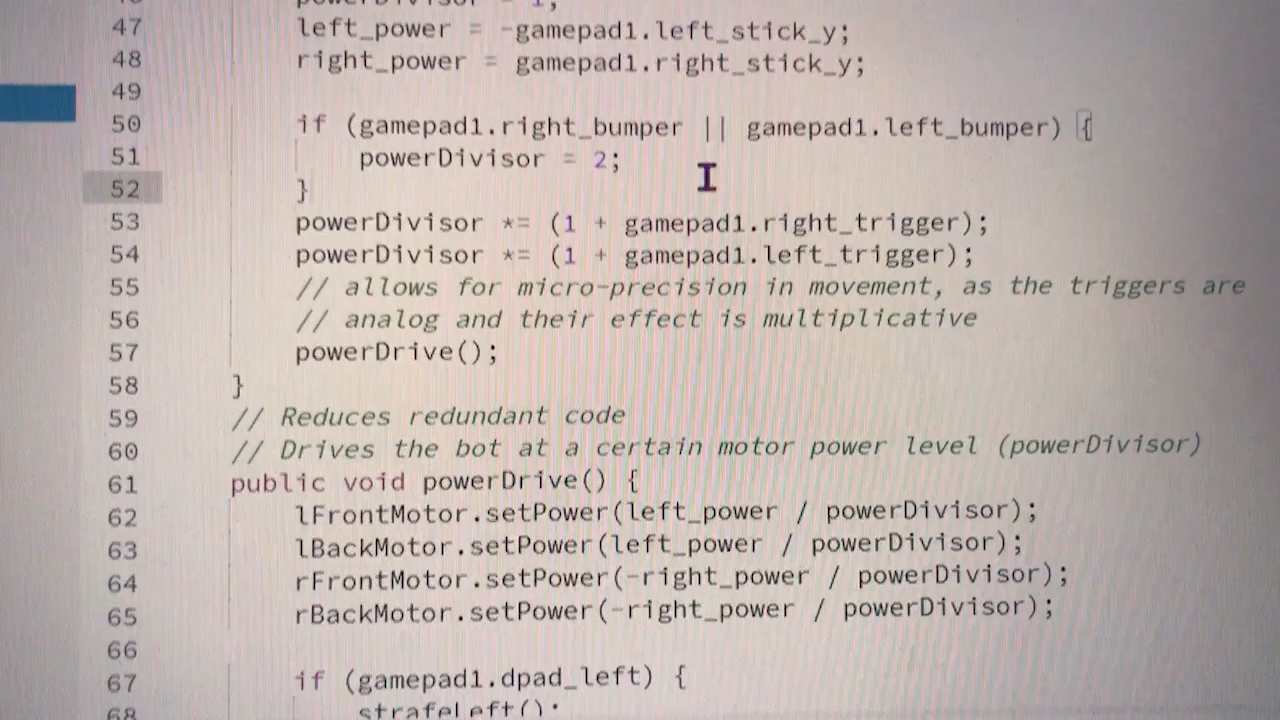 47 left_power = -gamepad1.left_stick_y;
48 right_power = gamepad1.right_stick_y;
49
50 if (gamepad1.right_bumper || gamepad1.left_bumper) {
51 powerDivisor = 2;
52 }
53 powerDivisor *= (1 + gamepad1.right_trigger);
54 powerDivisor *= (1 + gamepad1.left_trigger);
55 // allows for micro-precision in movement, as the triggers are
56 // analog and their effect is multiplicative
57 powerDrive();
58 }
59 // Reduces redundant code
60 // Drives the bot at a certain motor power level (powerDivisor)
61 public void powerDrive() {
62 lFrontMotor.setPower(left_power / powerDivisor);
63 lBackMotor.setPower(left_power / powerDivisor);
64 rFrontMotor.setPower(-right_power / powerDivisor);
65 rBackMotor.setPower(-right_power / powerDivisor);
66
67 if (gamepad1.dpad_left) {
68 strafeLeft();